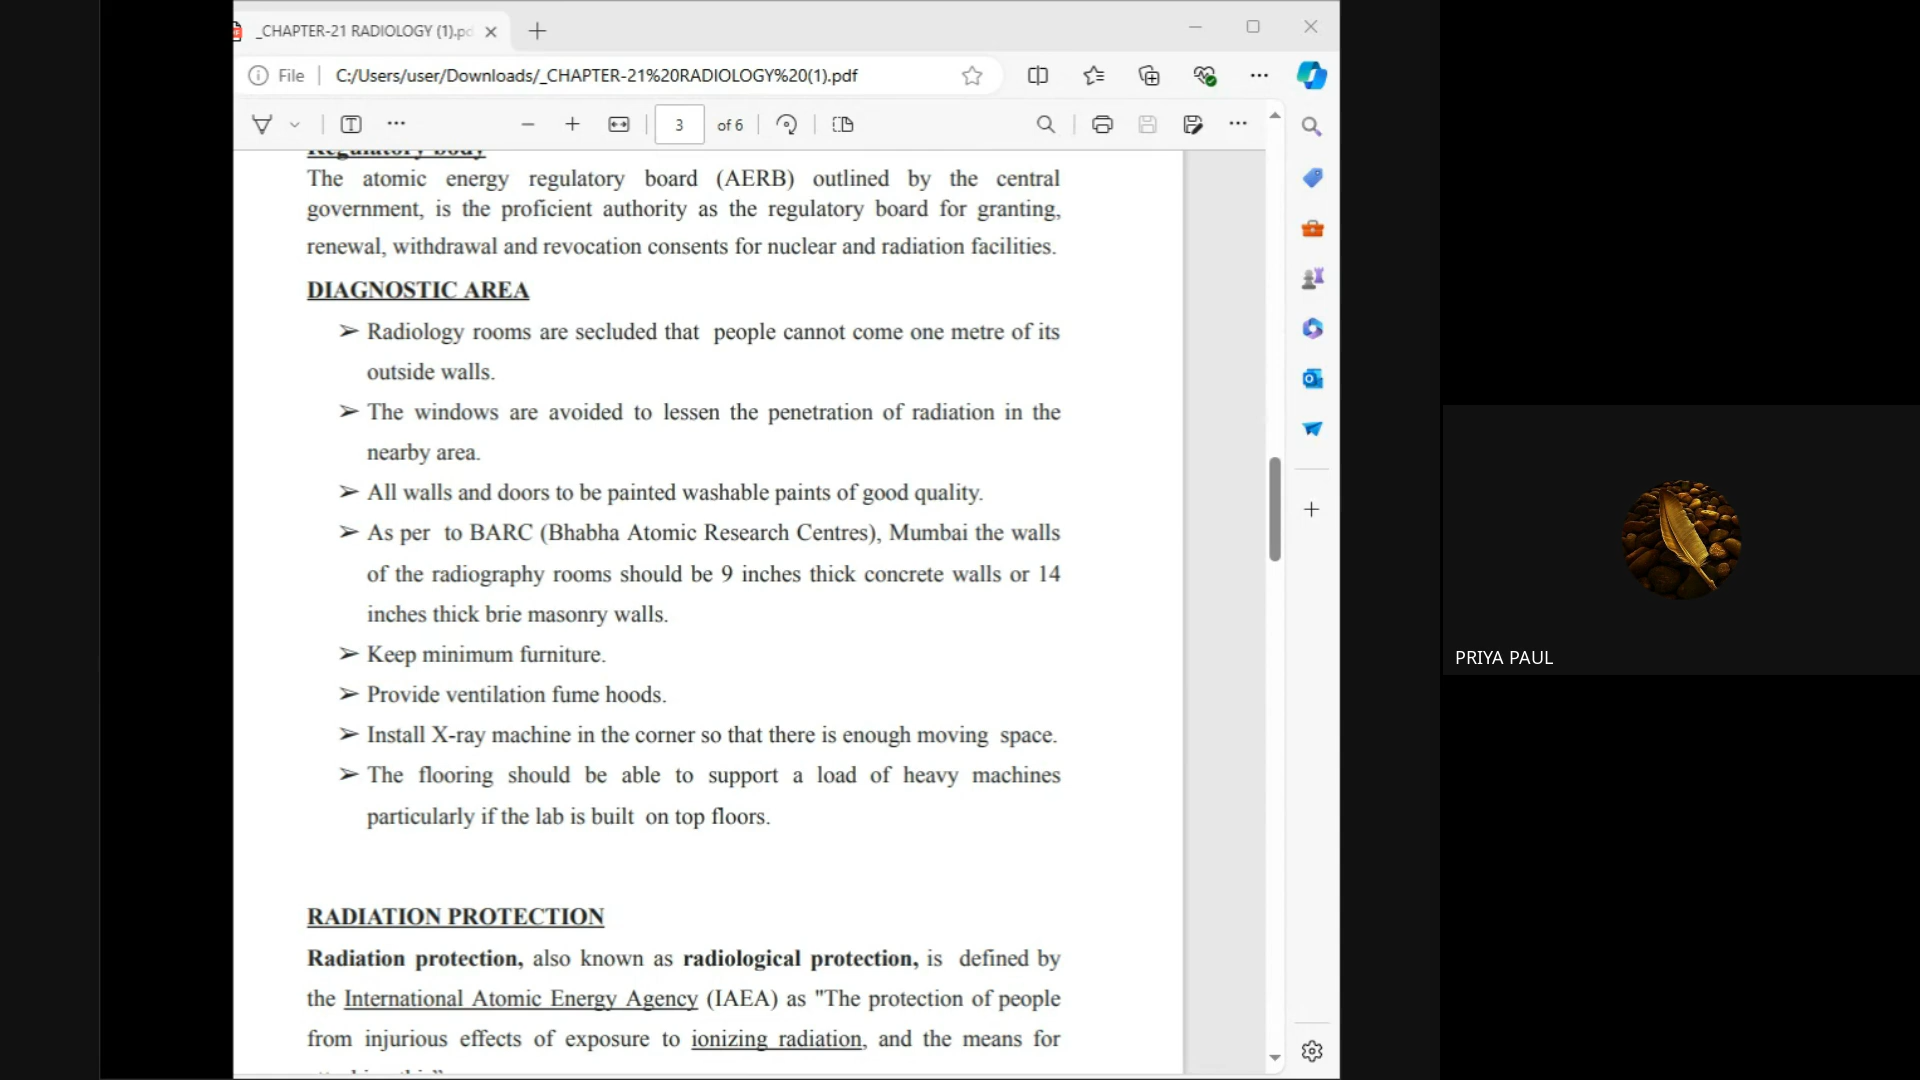 _CHAPTER-21 RADIOLOGY (1).pd
File
C:/Users/user/Downloads/_CHAPTER-21%20RADIOLOGY%20(1).pdf
3 of 6
Regulatory body
The atomic energy regulatory board (AERB) outlined by the central
government, is the proficient authority as the regulatory board for granting,
renewal, withdrawal and revocation consents for nuclear and radiation facilities.
DIAGNOSTIC AREA
➢ Radiology rooms are secluded that people cannot come one metre of its
outside walls.
➢ The windows are avoided to lessen the penetration of radiation in the
nearby area.
➢ All walls and doors to be painted washable paints of good quality.
➢ As per to BARC (Bhabha Atomic Research Centres), Mumbai the walls
of the radiography rooms should be 9 inches thick concrete walls or 14
inches thick brie masonry walls.
➢ Keep minimum furniture.
➢ Provide ventilation fume hoods.
➢ Install X-ray machine in the corner so that there is enough moving space.
➢ The flooring should be able to support a load of heavy machines
particularly if the lab is built on top floors.
RADIATION PROTECTION
Radiation protection, also known as radiological protection, is defined by
the International Atomic Energy Agency (IAEA) as "The protection of people
from injurious effects of exposure to ionizing radiation, and the means for
PRIYA PAUL